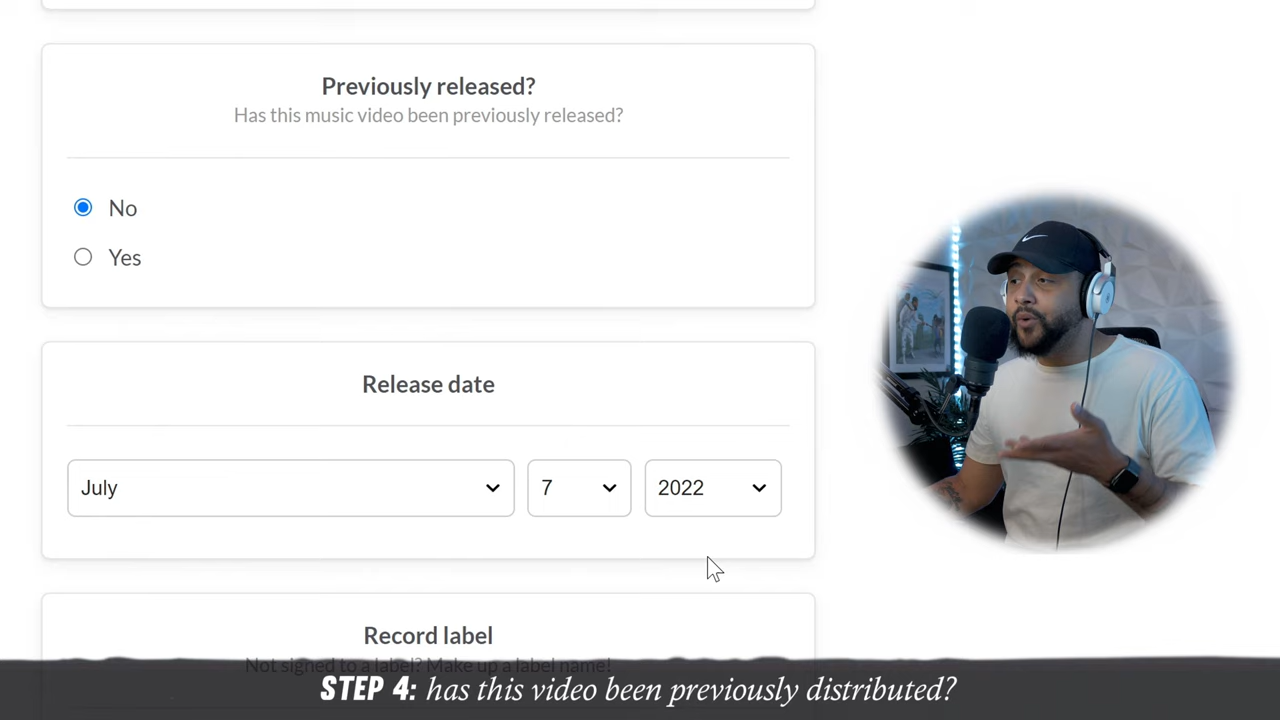 Previously released?
Has this music video been previously released?
No
Yes
Release date
July
7
2022
Record label
Not signed to a label? Make up a label name!
STEP 4: has this video been previously distributed?